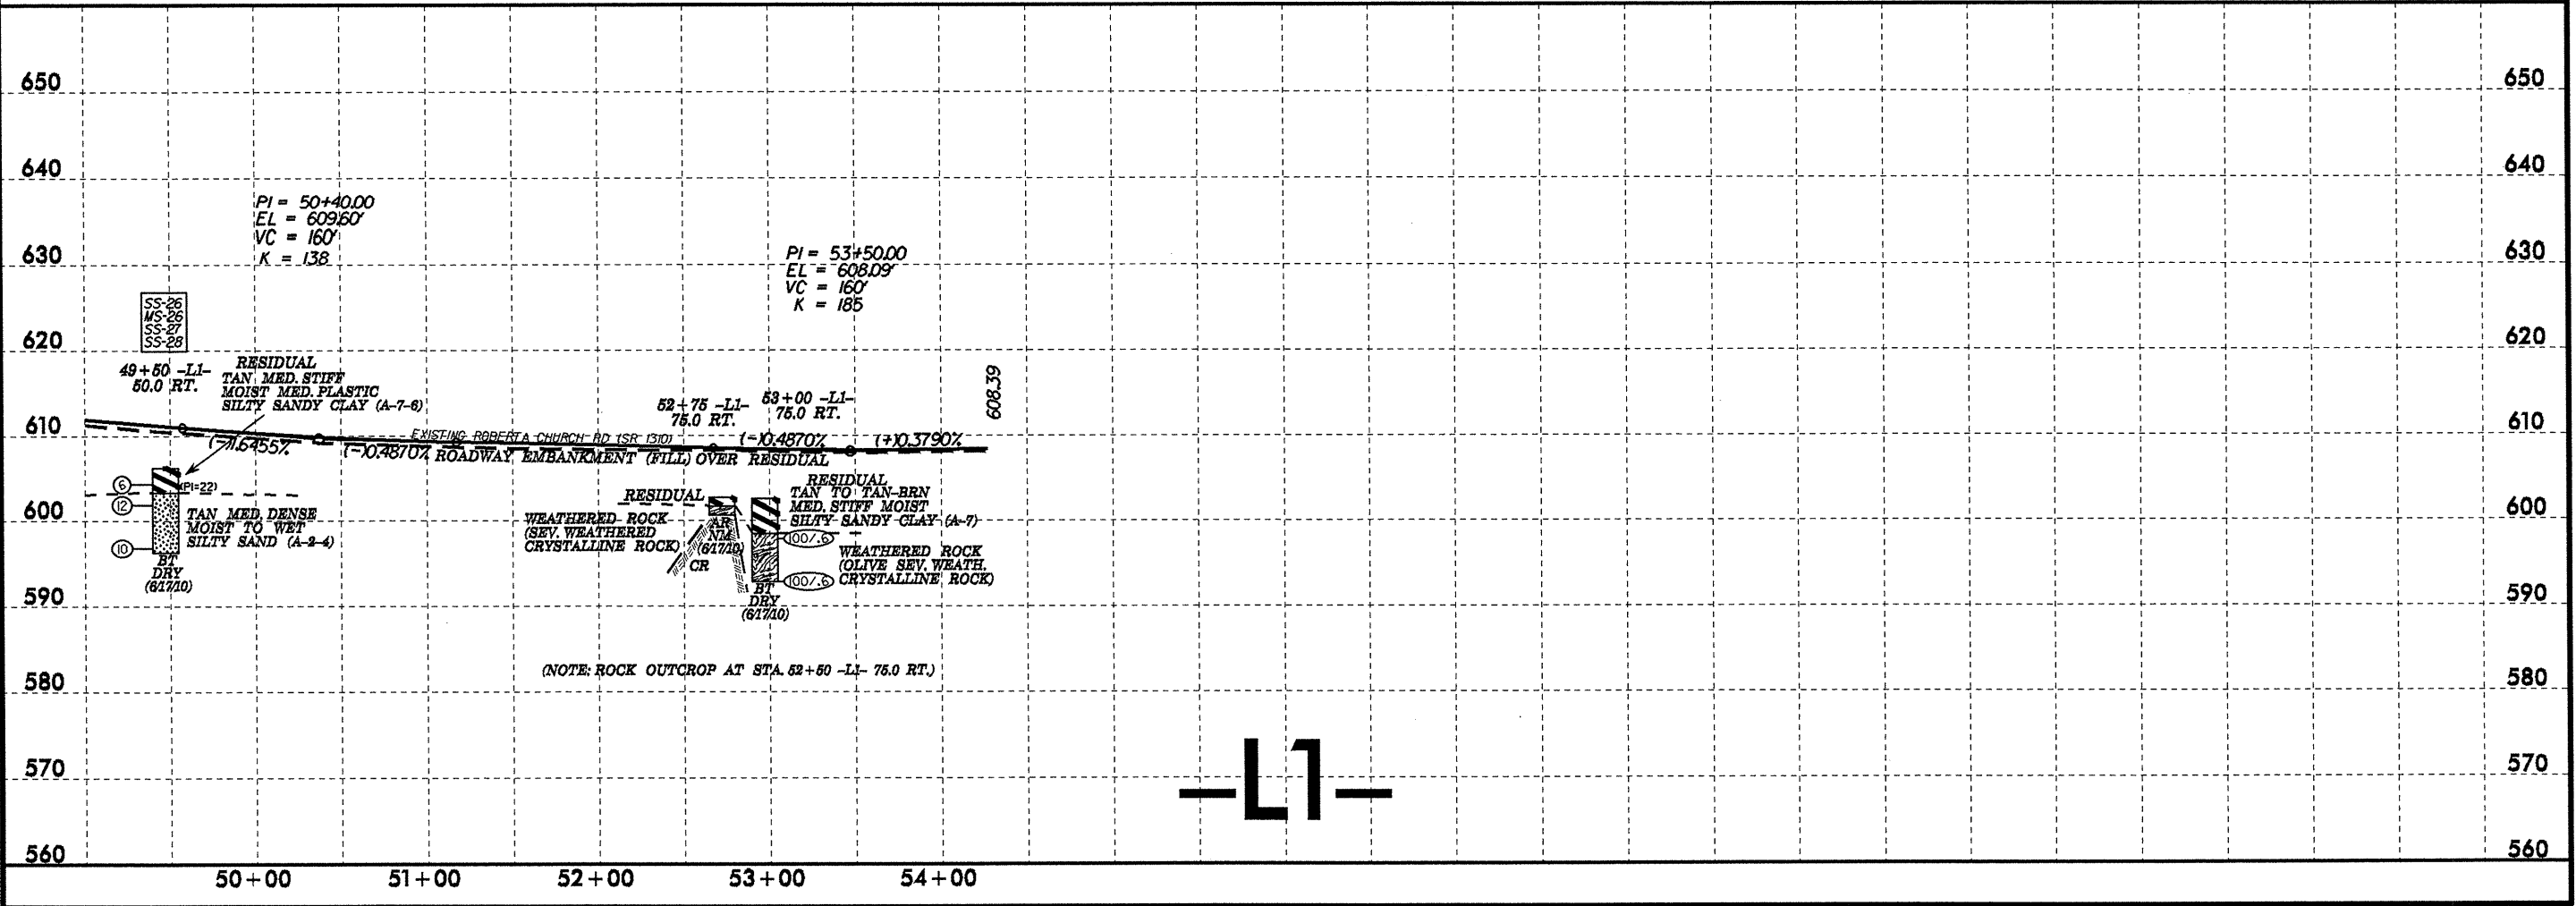 650
650
640
640
PI = 50+40.00
EL = 609.60'
VC = 160'
K = 138
630
630
PI = 53+50.00
EL = 608.09'
VC = 160'
K = 185
SS-26
MS-26
SS-27
SS-28
620
620
49+50 -L1-
50.0 RT.
RESIDUAL
TAN MED. STIFF
MOIST MED. PLASTIC
SILTY SANDY CLAY (A-7-6)
52+75 -L1-
75.0 RT.
53+00 -L1-
75.0 RT.
608.39
610
610
(-)1.6455%
EXISTING ROBERTA CHURCH RD (SR 1310)
(-)0.4870%
(+)0.3790%
(-)0.4870%
ROADWAY EMBANKMENT (FILL) OVER RESIDUAL
6
(PI=22)
12
10
TAN MED. DENSE
MOIST TO WET
SILTY SAND (A-2-4)
BT
DRY
(6/17/10)
600
600
RESIDUAL
WEATHERED ROCK
(SEV. WEATHERED
CRYSTALLINE ROCK)
AR
NM
(6/17/10)
CR
RESIDUAL
TAN TO TAN-BRN
MED. STIFF MOIST
SILTY SANDY CLAY (A-7)
100/.6
WEATHERED ROCK
(OLIVE SEV. WEATH.
CRYSTALLINE ROCK)
100/.6
BT
DRY
(6/17/10)
590
590
(NOTE: ROCK OUTCROP AT STA. 52+50 -L1- 75.0 RT.)
580
580
570
570
-L1-
560
560
50+00 51+00 52+00 53+00 54+00